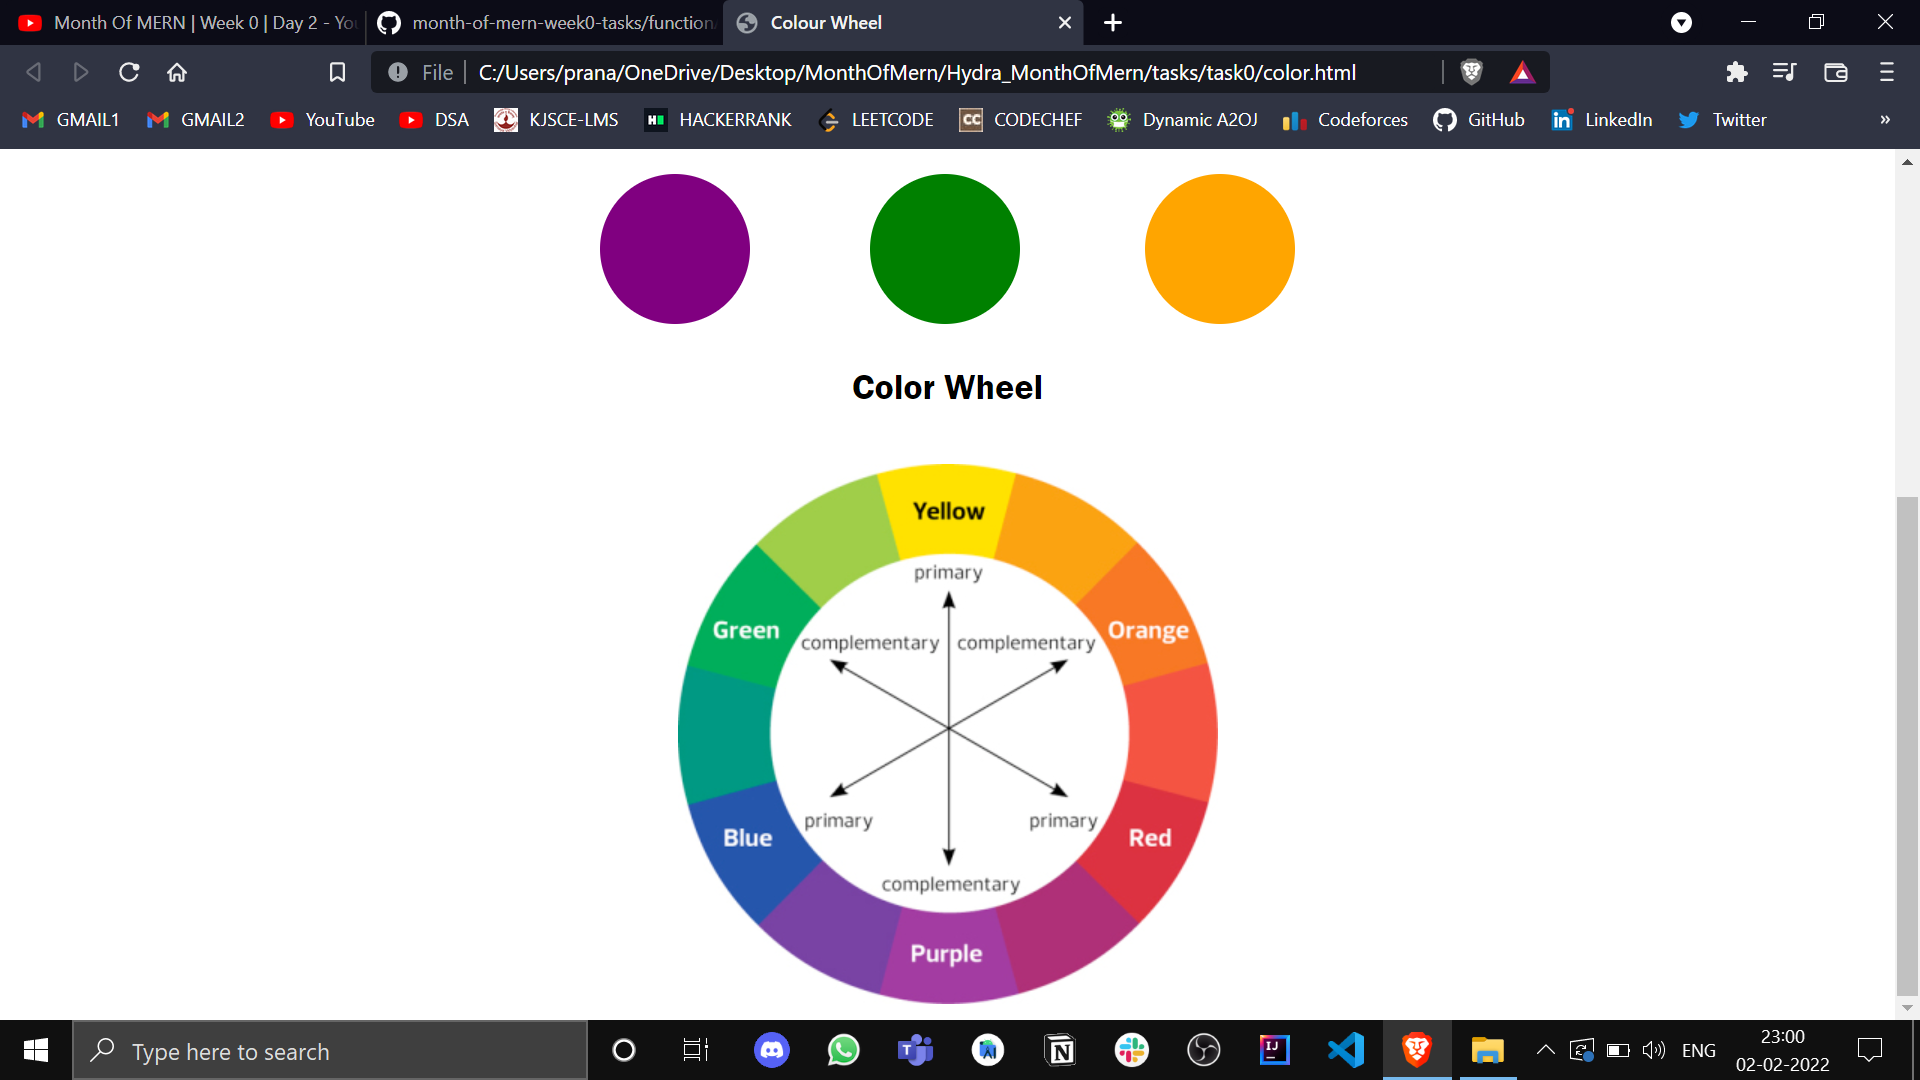 Month Of MERN | Week 0 | Day 2 - You
month-of-mern-week0-tasks/function
Colour Wheel
File C:/Users/prana/OneDrive/Desktop/MonthOfMern/Hydra_MonthOfMern/tasks/task0/color.html
GMAIL1 GMAIL2 YouTube DSA KJSCE-LMS HACKERRANK LEETCODE CODECHEF Dynamic A2OJ Codeforces GitHub LinkedIn Twitter »
Color Wheel
Yellow
primary
Green
Orange
complementary complementary
primary primary
Blue
Red
complementary
Purple
Type here to search
ENG
23:00
02-02-2022